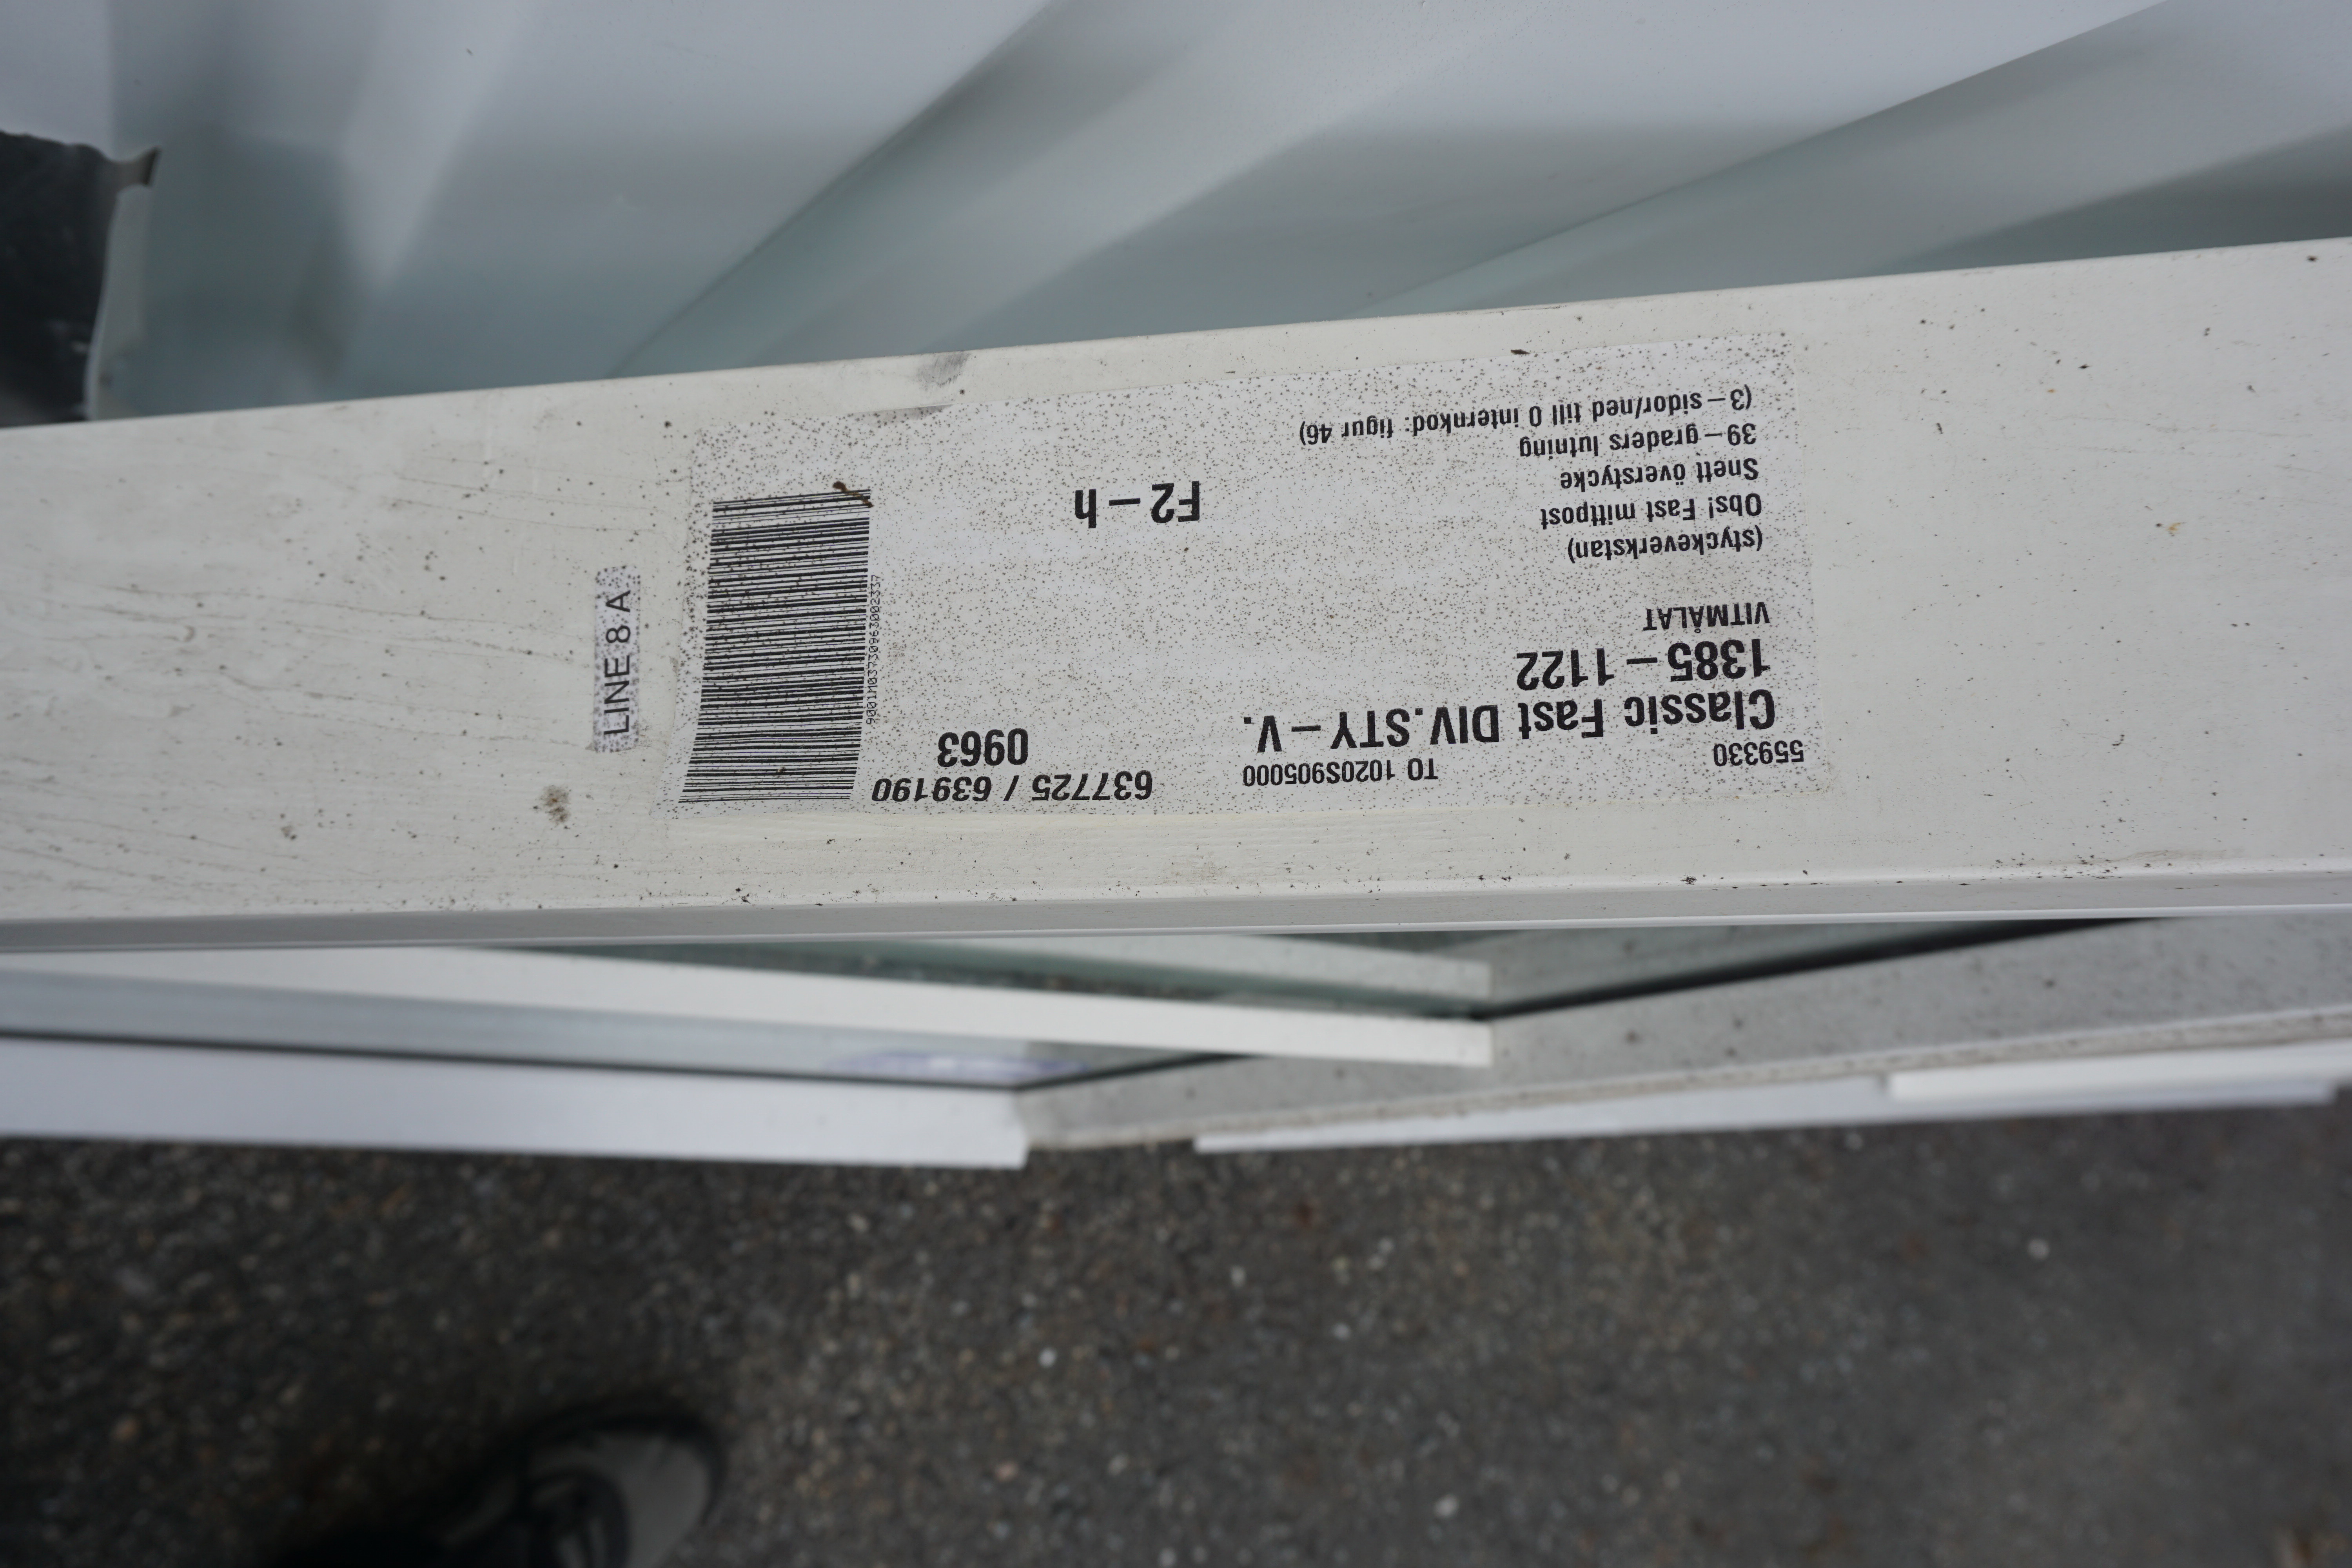 559330
TO 1020S905000
637725 / 639190
Classic Fast DIV.STY-V.
0963
1385-1122
VITMÅLAT
(styckeverkstan)
Obs! Fast mittpost
F2-h
Snett överstycke
39-graders lutning
(3-sidor/ned till 0 internkod: figur 46)
LINE 8 A